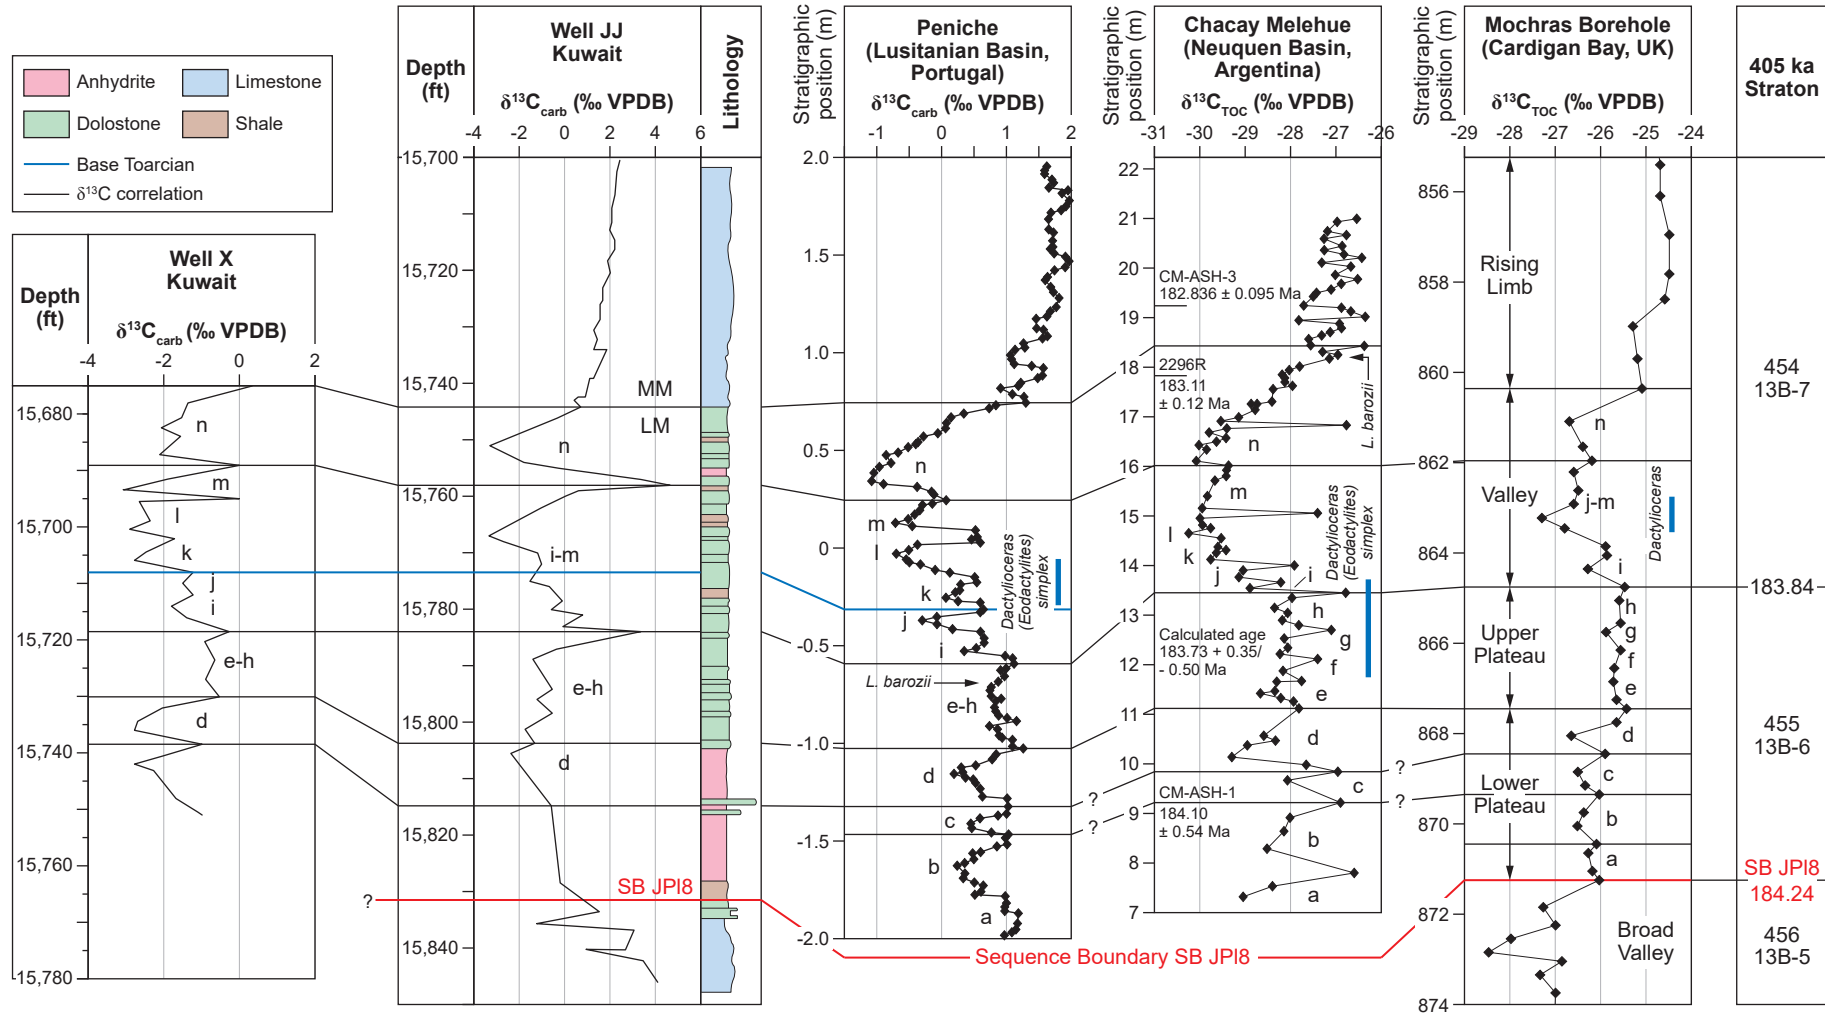 Anhydrite
Limestone
Dolostone
Shale
Base Toarcian
δ13C correlation
Well X
Kuwait
Depth
(ft)
δ13Ccarb (‰ VPDB)
-4 -2 0 2
15,680
15,700
15,720
15,740
15,760
15,780
n
m
l
k
j
i
e-h
d
?
Well JJ
Kuwait
Depth
(ft)
δ13Ccarb (‰ VPDB)
-4 -2 0 2 4 6
Lithology
15,700
15,720
15,740
15,760
15,780
15,800
15,820
15,840
MM
LM
n
i-m
e-h
d
SB JPI8
Peniche
(Lusitanian Basin,
Portugal)
Stratigraphic
position (m)
δ13Ccarb (‰ VPDB)
-1 0 1 2
2.0
1.5
1.0
0.5
0
-0.5
-1.0
-1.5
-2.0
n
m
l
k
j
i
L. barozii
e-h
d
c
b
a
Dactylioceras
(Eodactylites)
simplex
?
?
Sequence Boundary SB JPI8
Chacay Melehue
(Neuquen Basin,
Argentina)
Stratigraphic
position (m)
δ13CTOC (‰ VPDB)
-31 -30 -29 -28 -27 -26
22
21
20
19
18
17
16
15
14
13
12
11
10
9
8
7
CM-ASH-3
182.836 ± 0.095 Ma
2296R
183.11
± 0.12 Ma
L. barozii
n
m
l
k
j
i
h
g
f
e
d
c
b
a
Dactylioceras
(Eodactylites)
simplex
Calculated age
183.73 + 0.35/
- 0.50 Ma
CM-ASH-1
184.10
± 0.54 Ma
?
?
Mochras Borehole
(Cardigan Bay, UK)
Stratigraphic
position (m)
δ13CTOC (‰ VPDB)
-29 -28 -27 -26 -25 -24
856
858
860
862
864
866
868
870
872
874
Rising
Limb
Valley
Upper
Plateau
Lower
Plateau
Broad
Valley
n
j-m
i
h
g
f
e
d
c
b
a
Dactylioceras
405 ka
Straton
454
13B-7
183.84
455
13B-6
SB JPI8
184.24
456
13B-5